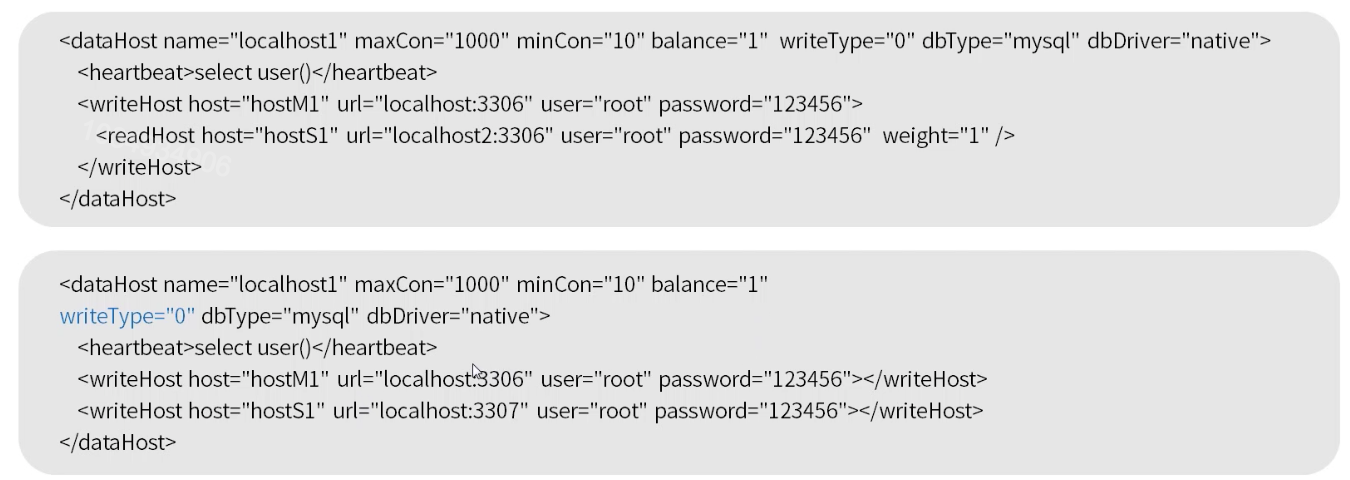 <dataHost name="localhost1" maxCon="1000" minCon="10" balance="1"  writeType="0" dbType="mysql" dbDriver="native">
<heartbeat>select user()</heartbeat>
<writeHost host="hostM1" url="localhost:3306" user="root" password="123456">
<readHost host="hostS1" url="localhost2:3306" user="root" password="123456"  weight="1" />
</writeHost>
</dataHost>
<dataHost name="localhost1" maxCon="1000" minCon="10" balance="1"
writeType="0" dbType="mysql" dbDriver="native">
<heartbeat>select user()</heartbeat>
<writeHost host="hostM1" url="localhost:3306" user="root" password="123456"></writeHost>
<writeHost host="hostS1" url="localhost:3307" user="root" password="123456"></writeHost>
</dataHost>